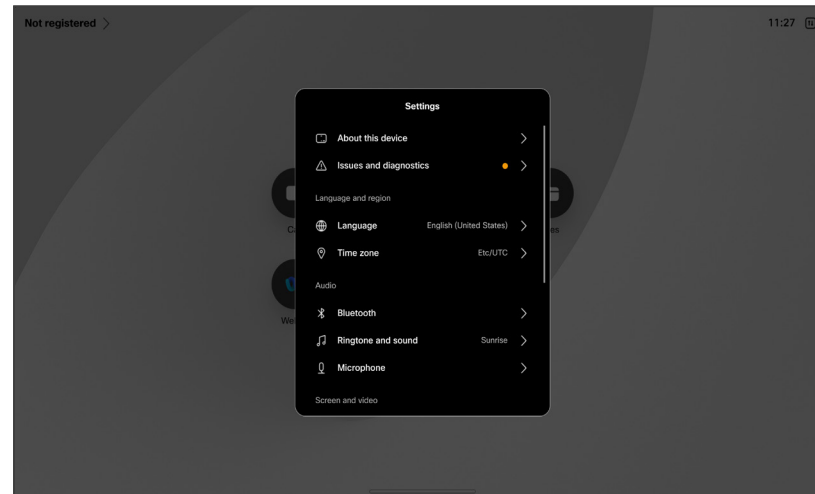 Not registered
11:27
Settings
About this device
Issues and diagnostics
Language and region
Language English (United States)
Time zone Etc/UTC
Audio
Bluetooth
Ringtone and sound Sunrise
Microphone
Screen and video